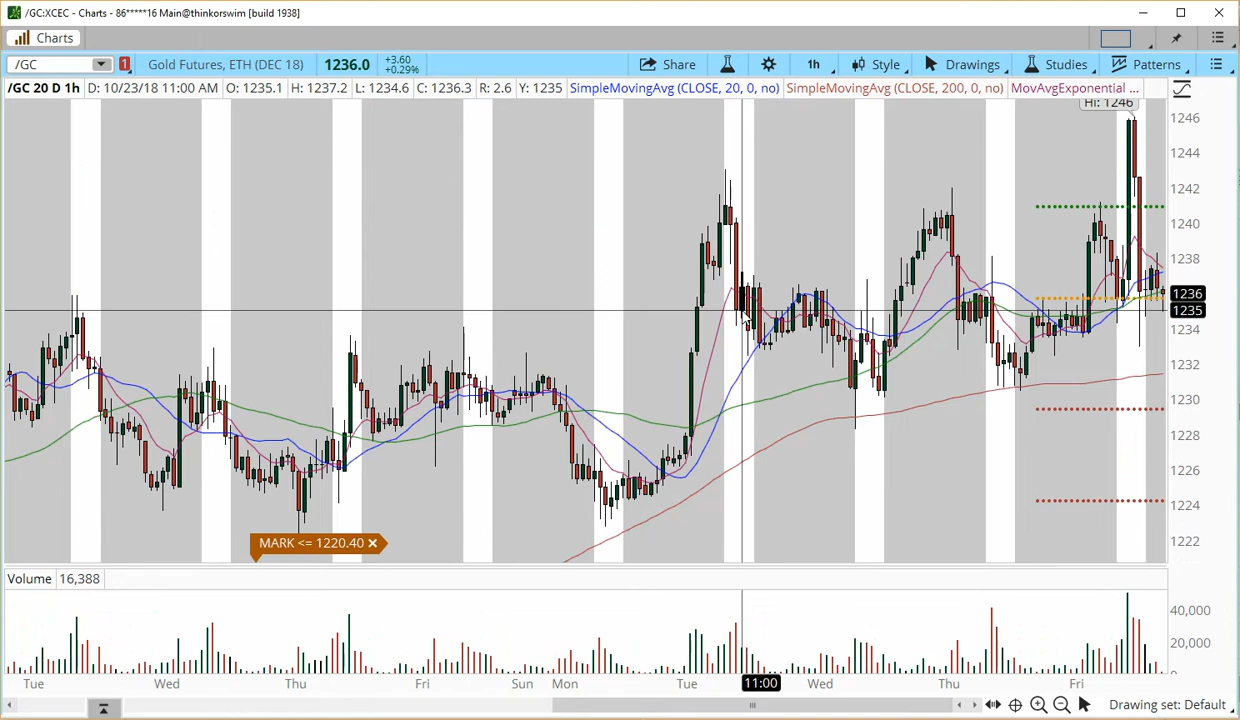 /GC:XCEC - Charts - 86*****16 Main@thinkorswim [build 1938]
Charts
/GC 1 Gold Futures, ETH (DEC 18) 1236.0 +3.60 +0.29% Share 1h Style Drawings Studies Patterns
/GC 20 D 1h D: 10/23/18 11:00 AM O: 1235.1 H: 1237.2 L: 1234.6 C: 1236.3 R: 2.6 Y: 1235 SimpleMovingAvg (CLOSE, 20, 0, no) SimpleMovingAvg (CLOSE, 200, 0, no) MovAvgExponential ...
Hi: 1246
1246
1244
1242
1240
1238
1236
1235
1234
1232
1230
1228
1226
1224
1222
MARK <= 1220.40 ×
Volume 16,388
40,000
20,000
Tue Wed Thu Fri Sun Mon Tue 11:00 Wed Thu Fri
Drawing set: Default